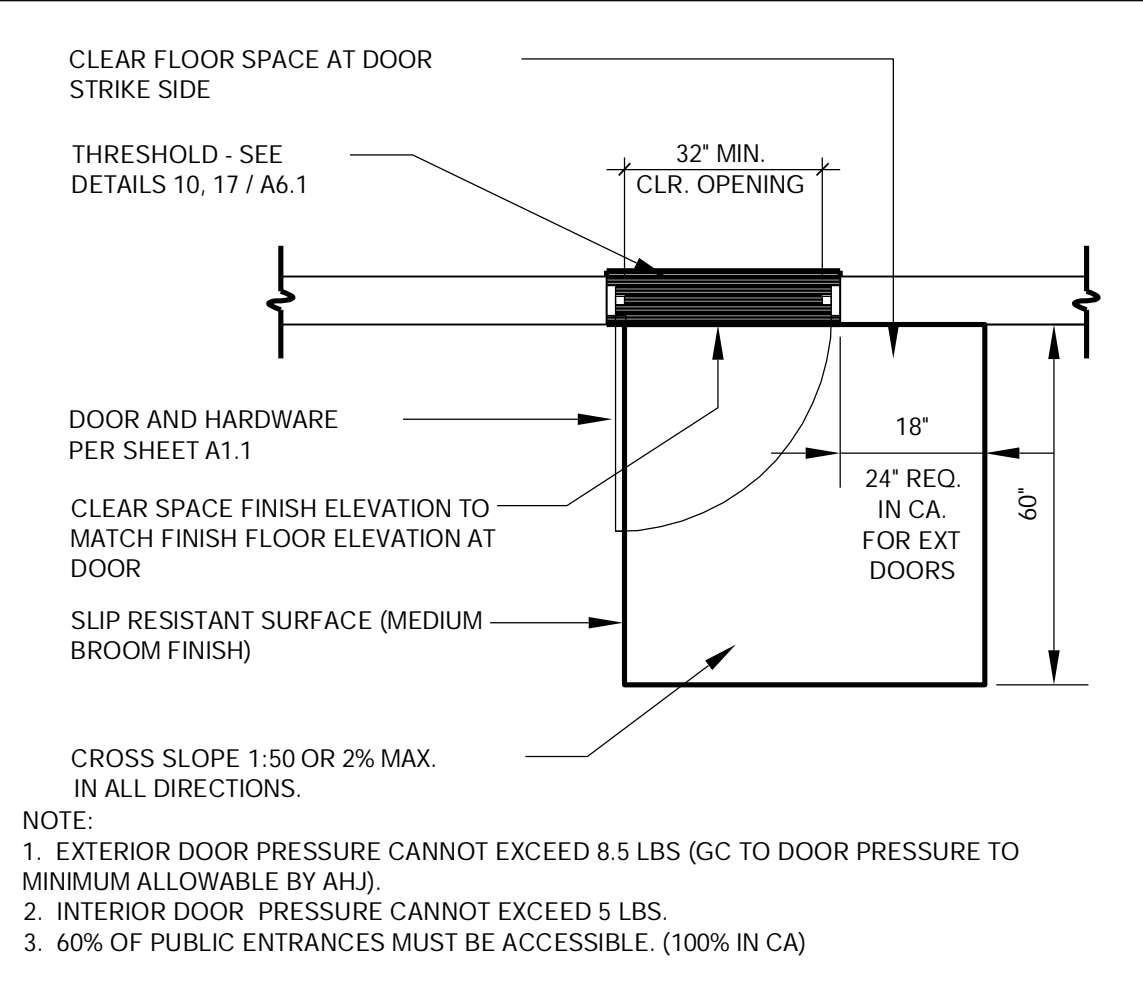 CLEAR FLOOR SPACE AT DOOR
STRIKE SIDE
THRESHOLD - SEE
DETAILS 10, 17 / A6.1
32" MIN.
CLR. OPENING
DOOR AND HARDWARE
PER SHEET A1.1
18"
24" REQ.
IN CA.
FOR EXT
DOORS
60"
CLEAR SPACE FINISH ELEVATION TO
MATCH FINISH FLOOR ELEVATION AT
DOOR
SLIP RESISTANT SURFACE (MEDIUM
BROOM FINISH)
CROSS SLOPE 1:50 OR 2% MAX.
IN ALL DIRECTIONS.
NOTE:
1. EXTERIOR DOOR PRESSURE CANNOT EXCEED 8.5 LBS (GC TO DOOR PRESSURE TO
MINIMUM ALLOWABLE BY AHJ).
2. INTERIOR DOOR PRESSURE CANNOT EXCEED 5 LBS.
3. 60% OF PUBLIC ENTRANCES MUST BE ACCESSIBLE. (100% IN CA)